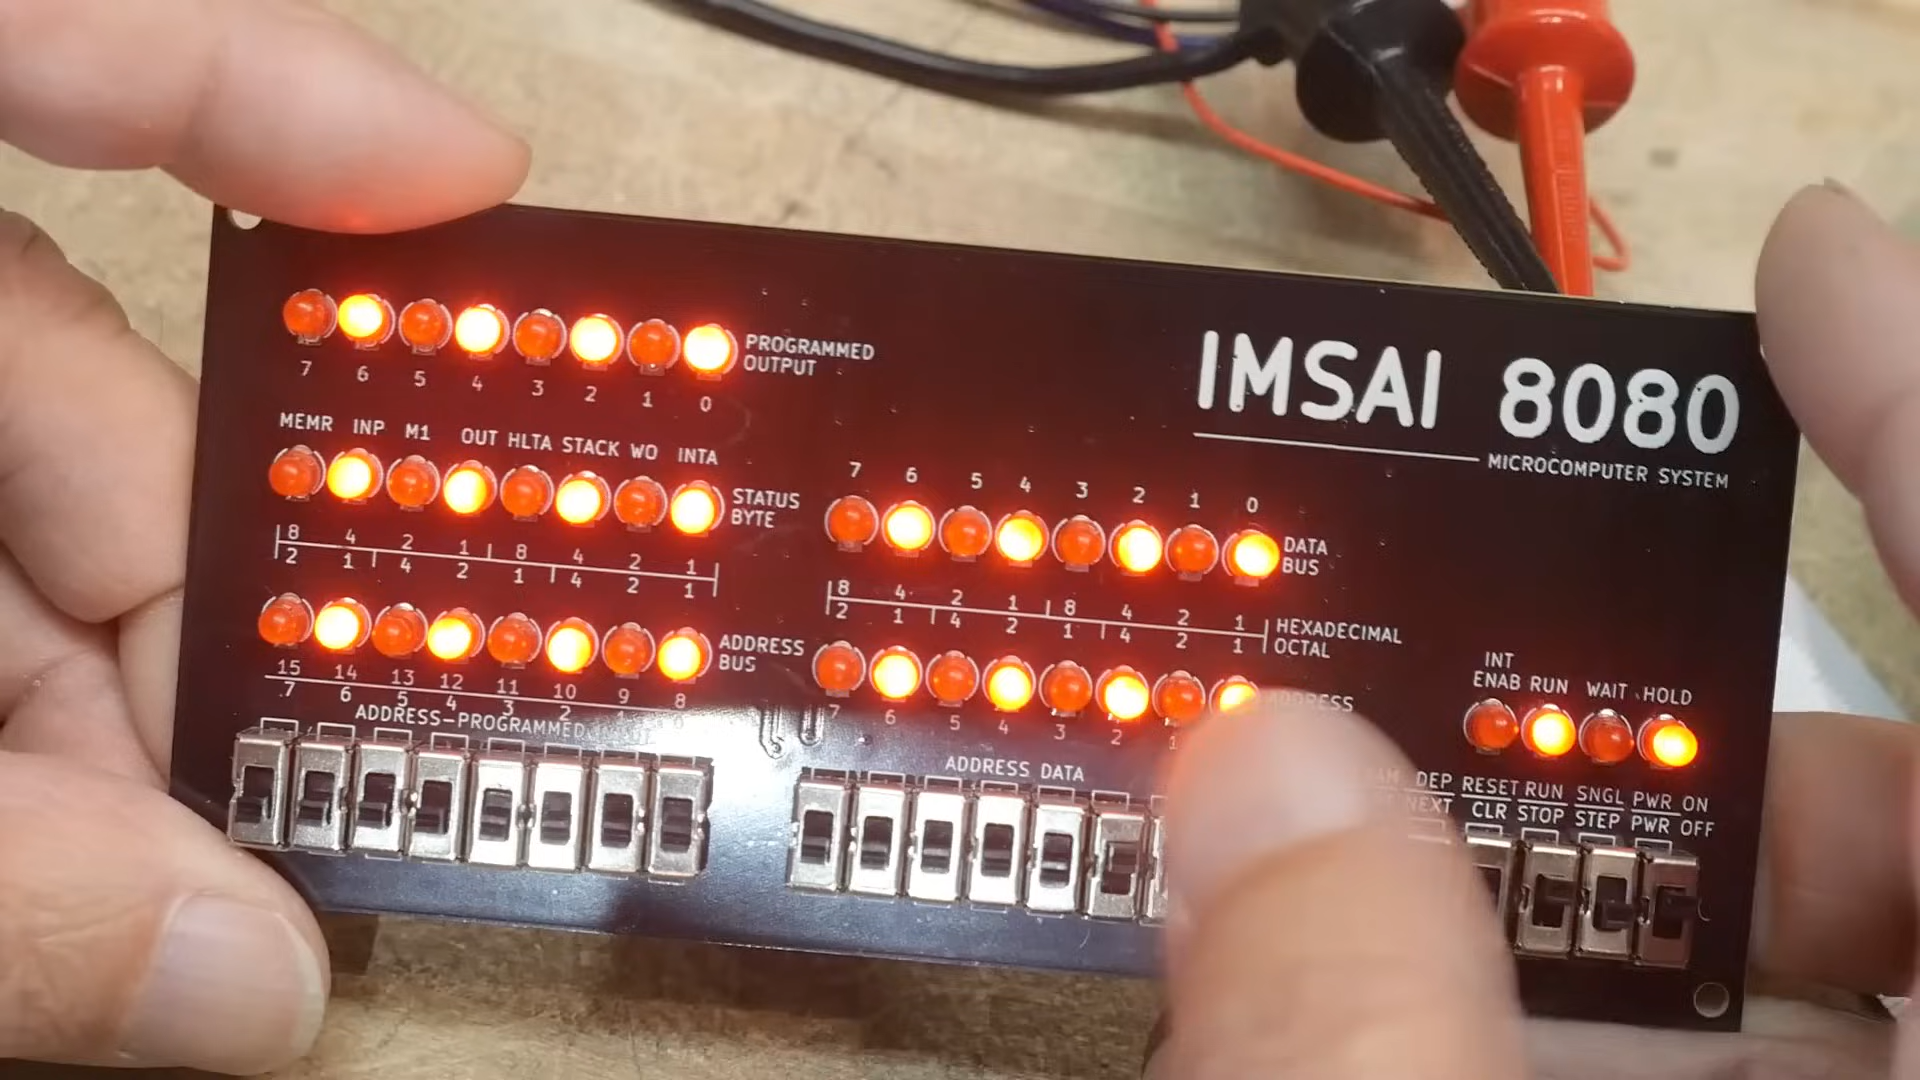 IMSAI 8080
MICROCOMPUTER SYSTEM
PROGRAMMED
OUTPUT
7 6 5 4 3 2 1 0
MEMR INP M1 OUT HLTA STACK WO INTA
STATUS
BYTE
8 4 2 1 8 4 2 1
2 1 4 2 1 4 2 1
7 6 5 4 3 2 1 0
DATA
BUS
8 4 2 1 8 4 2 1
2 1 4 2 1 4 2 1
HEXADECIMAL
OCTAL
ADDRESS
BUS
15 14 13 12 11 10 9 8
7 6 5 4 3 2
ADDRESS-PROGRAMMED
ADDRESS
7 6 5 4 3 2 1
ADDRESS DATA
INT
ENAB RUN WAIT HOLD
DEP RESET RUN SNGL PWR ON
NEXT CLR STOP STEP PWR OFF